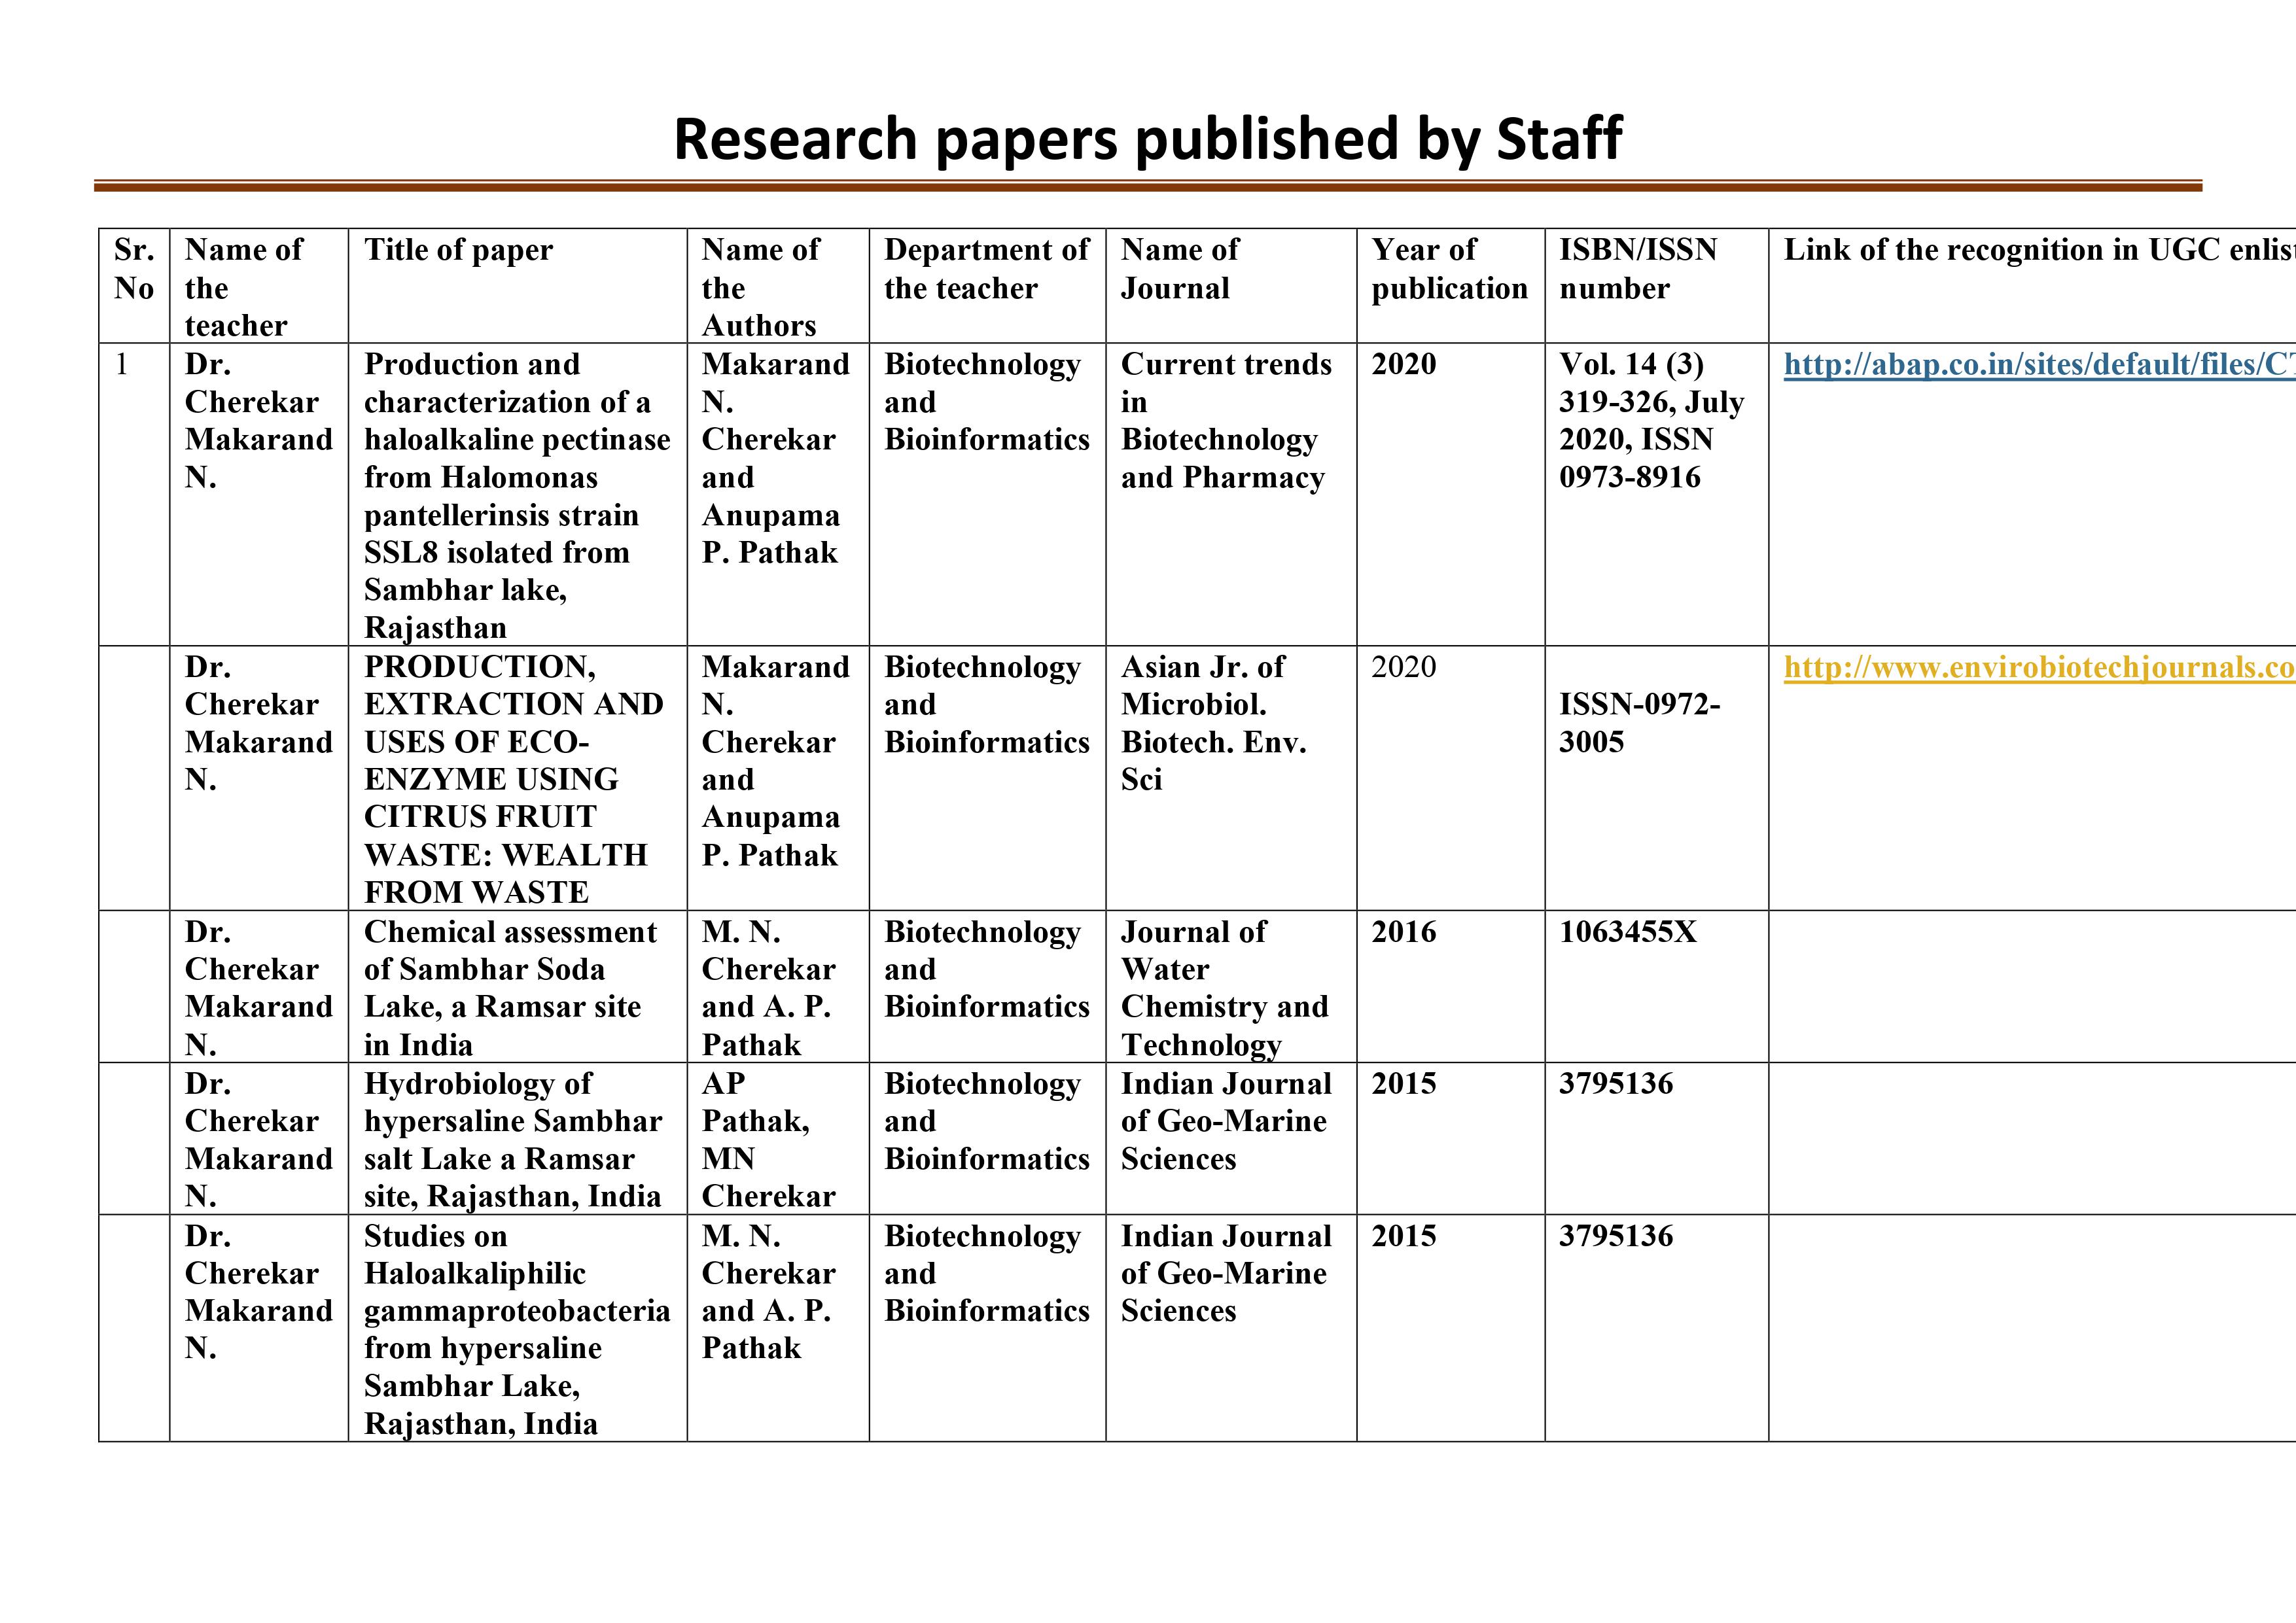 Research papers published by Staff
Sr. No
Name of the teacher
Title of paper
Name of the Authors
Department of the teacher
Name of Journal
Year of publication
ISBN/ISSN number
Link of the recognition in UGC enlist
1
Dr.
Cherekar
Makarand
N.
Production and
characterization of a
haloalkaline pectinase
from Halomonas
pantellerinsis strain
SSL8 isolated from
Sambhar lake,
Rajasthan
Makarand
N.
Cherekar
and
Anupama
P. Pathak
Biotechnology
and
Bioinformatics
Current trends
in
Biotechnology
and Pharmacy
2020
Vol. 14 (3)
319-326, July
2020, ISSN
0973-8916
http://abap.co.in/sites/default/files/CT
Dr.
Cherekar
Makarand
N.
PRODUCTION,
EXTRACTION AND
USES OF ECO-
ENZYME USING
CITRUS FRUIT
WASTE: WEALTH
FROM WASTE
Makarand
N.
Cherekar
and
Anupama
P. Pathak
Biotechnology
and
Bioinformatics
Asian Jr. of
Microbiol.
Biotech. Env.
Sci
2020
ISSN-0972-
3005
http://www.envirobiotechjournals.co
Dr.
Cherekar
Makarand
N.
Chemical assessment
of Sambhar Soda
Lake, a Ramsar site
in India
M. N.
Cherekar
and A. P.
Pathak
Biotechnology
and
Bioinformatics
Journal of
Water
Chemistry and
Technology
2016
1063455X
Dr.
Cherekar
Makarand
N.
Hydrobiology of
hypersaline Sambhar
salt Lake a Ramsar
site, Rajasthan, India
AP
Pathak,
MN
Cherekar
Biotechnology
and
Bioinformatics
Indian Journal
of Geo-Marine
Sciences
2015
3795136
Dr.
Cherekar
Makarand
N.
Studies on
Haloalkaliphilic
gammaproteobacteria
from hypersaline
Sambhar Lake,
Rajasthan, India
M. N.
Cherekar
and A. P.
Pathak
Biotechnology
and
Bioinformatics
Indian Journal
of Geo-Marine
Sciences
2015
3795136